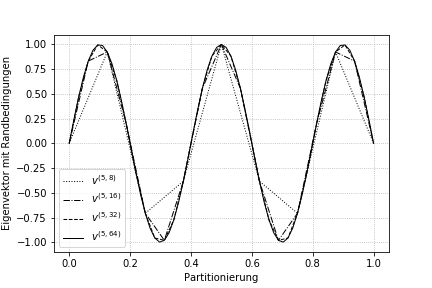 Eigenvektor mit Randbedingungen
1.00
0.75
0.50
0.25
0.00
−0.25
−0.50
−0.75
−1.00
v^(5,8)
v^(5,16)
v^(5,32)
v^(5,64)
0.0 0.2 0.4 0.6 0.8 1.0
Partitionierung